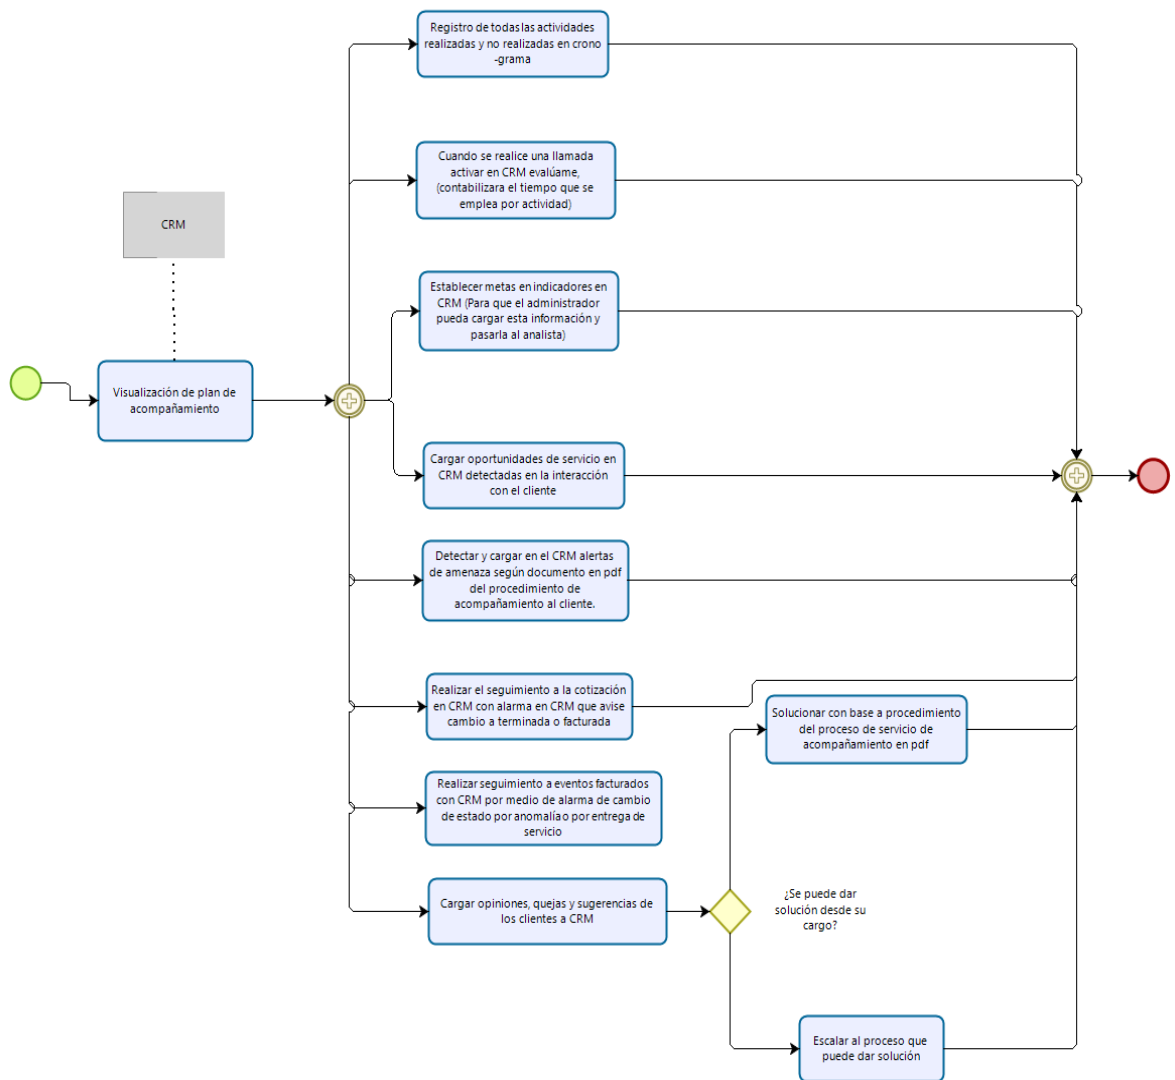 Registro de todas las actividades
realizadas y no realizadas en crono
-grama
Cuando se realice una llamada
activar en CRM evalúame,
(contabilizara el tiempo que se
emplea por actividad)
CRM
Establecer metas en indicadores en
CRM (Para que el administrador
pueda cargar esta información y
pasarla al analista)
Visualización de plan de
acompañamiento
Cargar oportunidades de servicio en
CRM detectadas en la interacción
con el cliente
Detectar y cargar en el CRM alertas
de amenaza según documento en pdf
del procedimiento de
acompañamiento al cliente.
Realizar el seguimiento a la cotización
en CRM con alarma en CRM que avise
cambio a terminada o facturada
Solucionar con base a procedimiento
del proceso de servicio de
acompañamiento en pdf
Realizar seguimiento a eventos facturados
con CRM por medio de alarma de cambio
de estado por anomalía o por entrega de
servicio
Cargar opiniones, quejas y sugerencias de
los clientes a CRM
¿Se puede dar
solución desde su
cargo?
Escalar al proceso que
puede dar solución